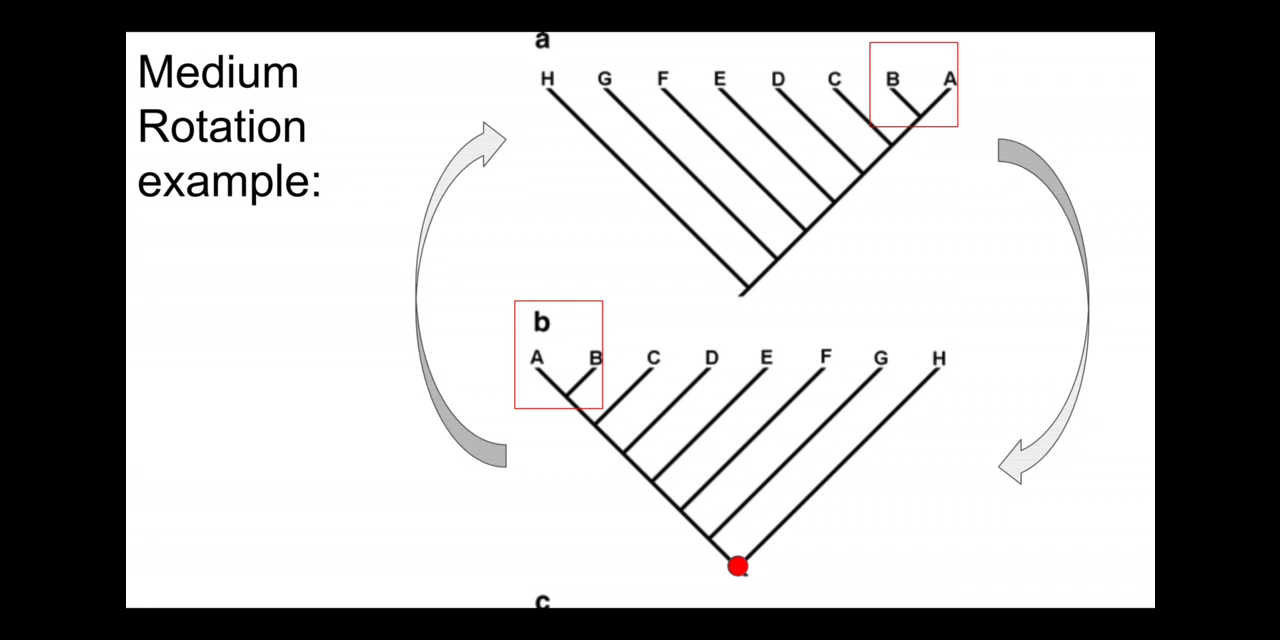 Medium
Rotation
example:
a
H G F E D C B A
b
A B C D E F G H
c